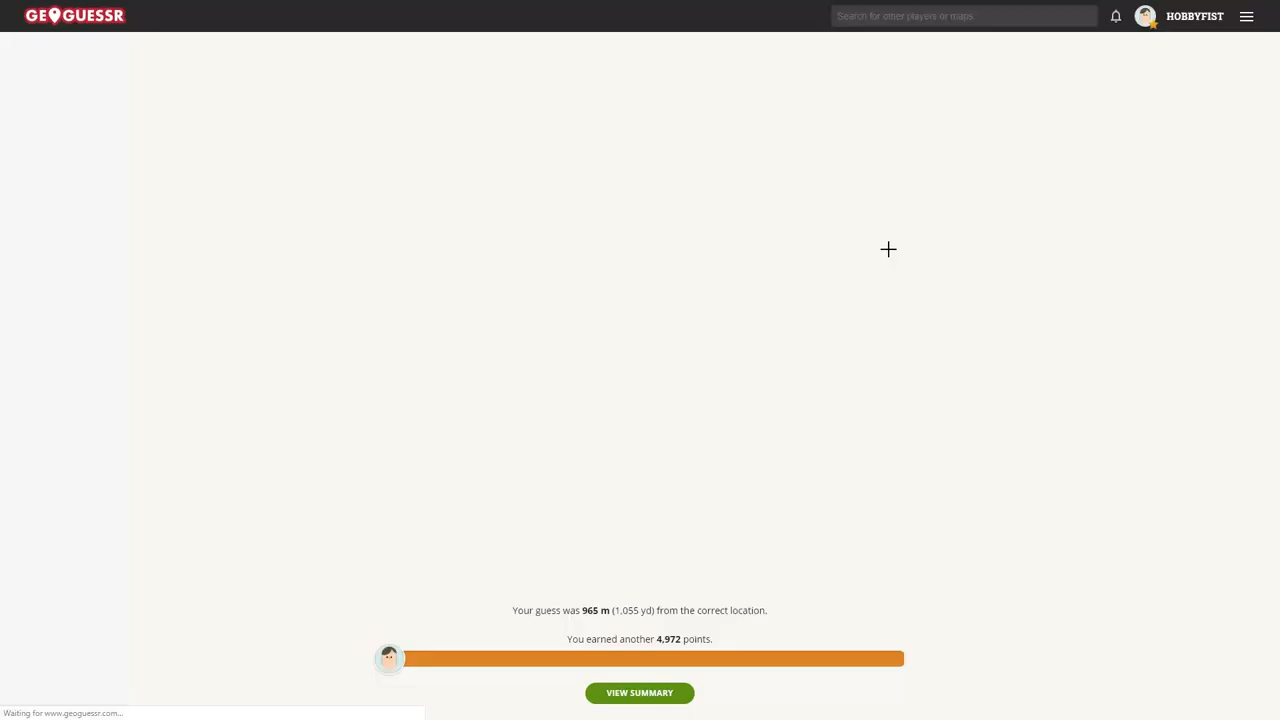 GEOGUESSR
Search for other players or maps
HOBBYFIST
Your guess was 965 m (1,055 yd) from the correct location.
You earned another 4,972 points.
VIEW SUMMARY
Waiting for www.geoguessr.com...